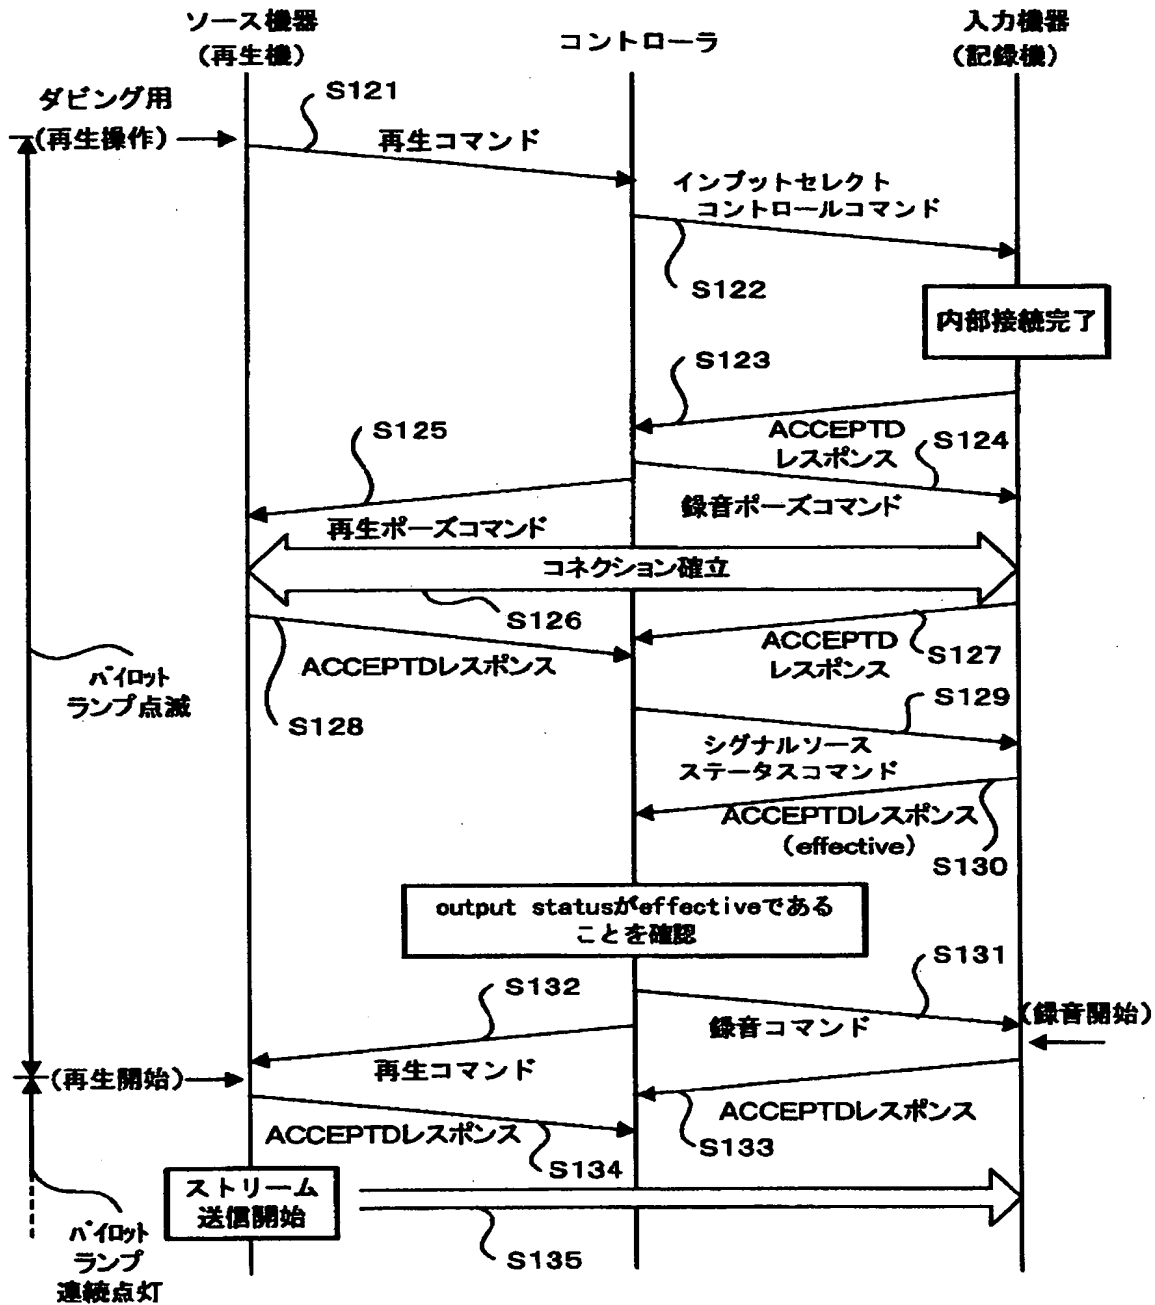 ソース機器
(再生機)
コントローラ
入力機器
(記録機)
ダビング用
(再生操作)
S121
再生コマンド
インプットセレクト
コントロールコマンド
S122
内部接続完了
S123
ACCEPTD
レスポンス
S124
S125
録音ポーズコマンド
再生ポーズコマンド
コネクション確立
S126
ACCEPTD
レスポンス
S127
ACCEPTDレスポンス
S128
パイロット
ランプ点滅
S129
シグナルソース
ステータスコマンド
ACCEPTDレスポンス
(effective)
S130
output statusがeffectiveである
ことを確認
S131
S132
録音コマンド
(録音開始)
再生コマンド
(再生開始)
ACCEPTDレスポンス
S133
ACCEPTDレスポンス
S134
ストリーム
送信開始
S135
パイロット
ランプ
連続点灯